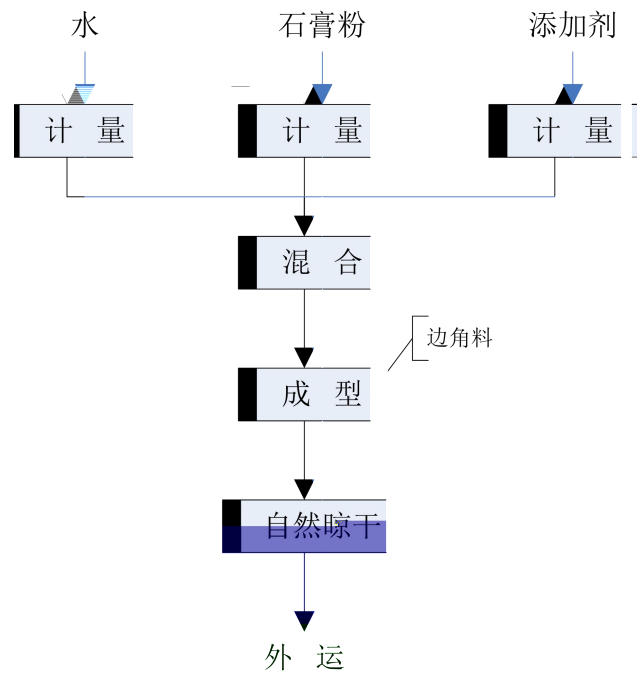 水 石膏粉 添加剂
计 量 计 量 计 量
混 合
边角料
成 型
自然晾干
外 运